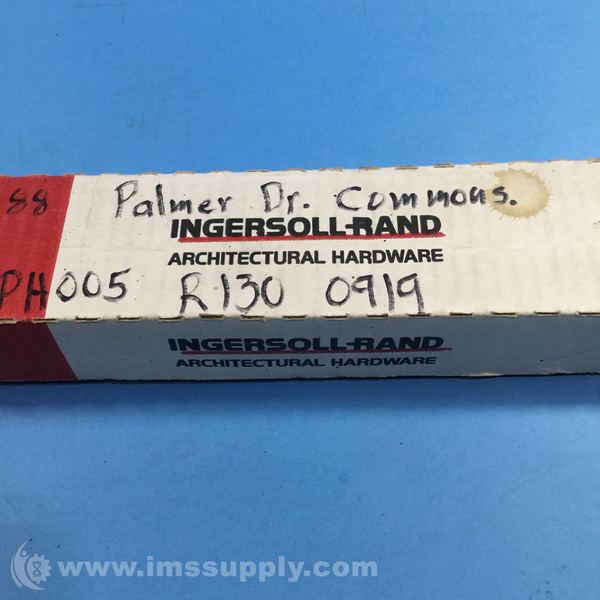 88 Palmer Dr. Commons.
INGERSOLL-RAND
ARCHITECTURAL HARDWARE
PH005 R130 0919
INGERSOLL-RAND
ARCHITECTURAL HARDWARE
www.imssupply.com